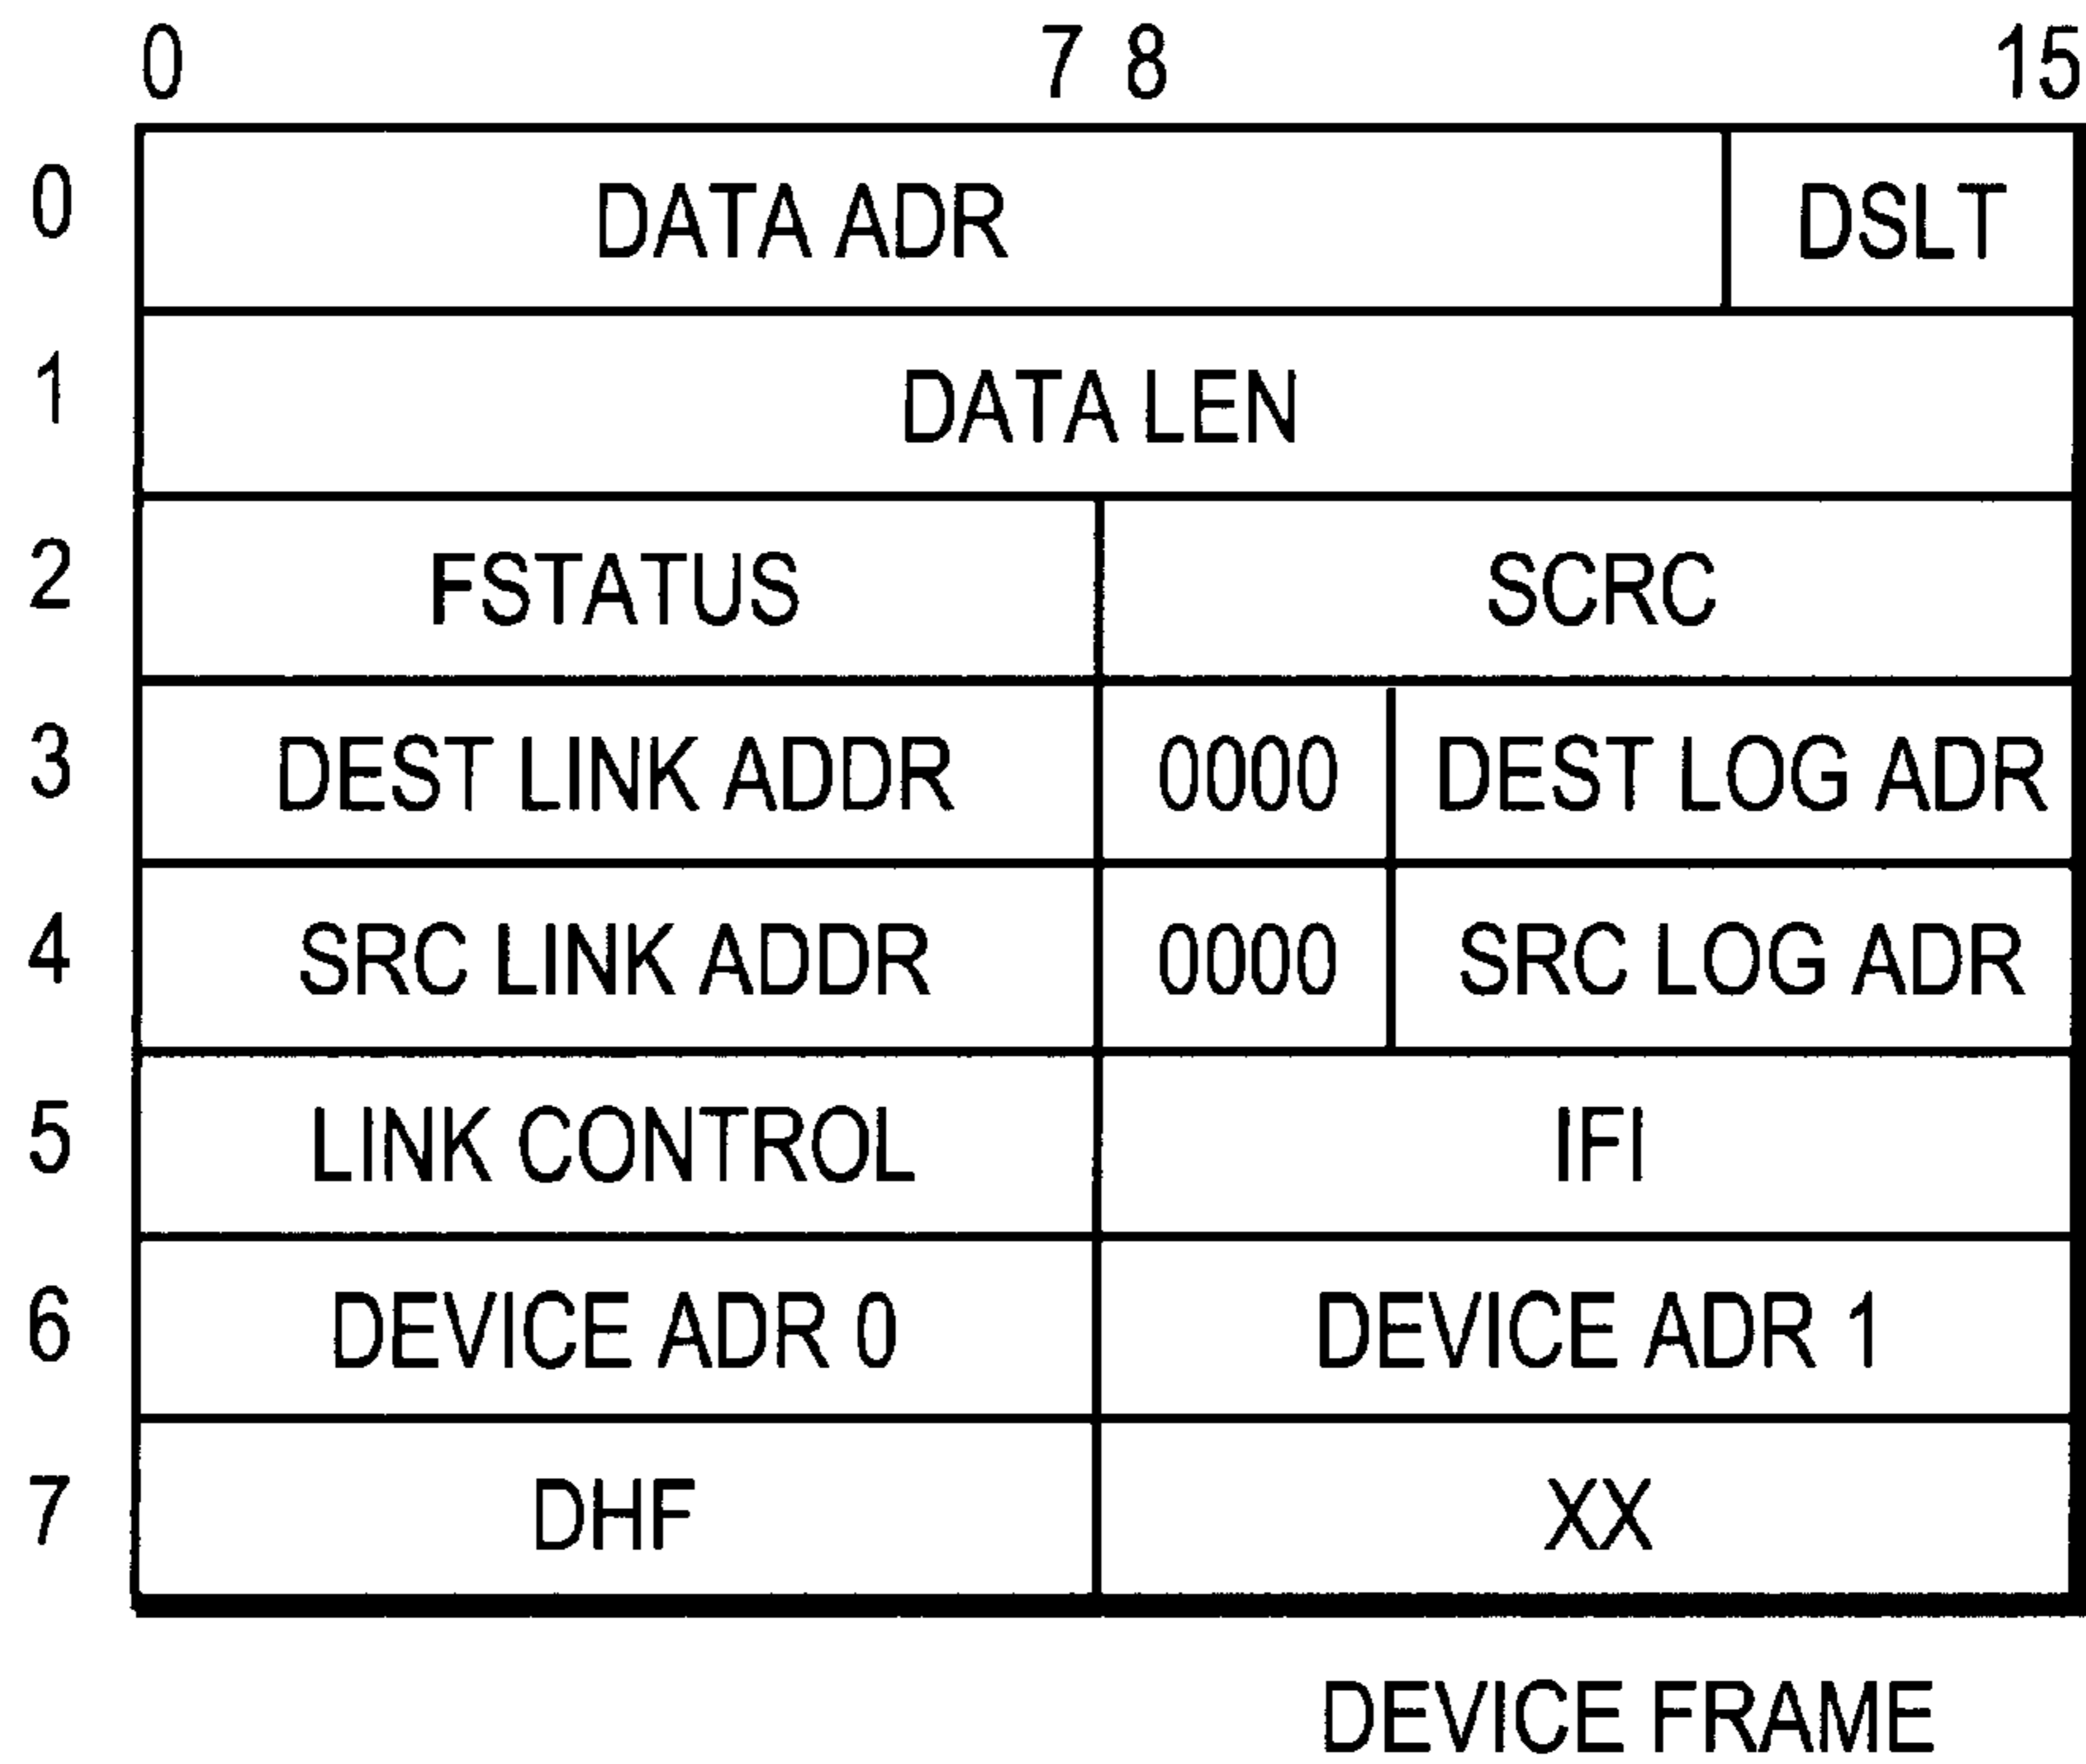 0 7 8 15
0 DATA ADR DSLT
1 DATA LEN
2 FSTATUS SCRC
3 DEST LINK ADDR 0000 DEST LOG ADR
4 SRC LINK ADDR 0000 SRC LOG ADR
5 LINK CONTROL IFI
6 DEVICE ADR 0 DEVICE ADR 1
7 DHF XX
DEVICE FRAME